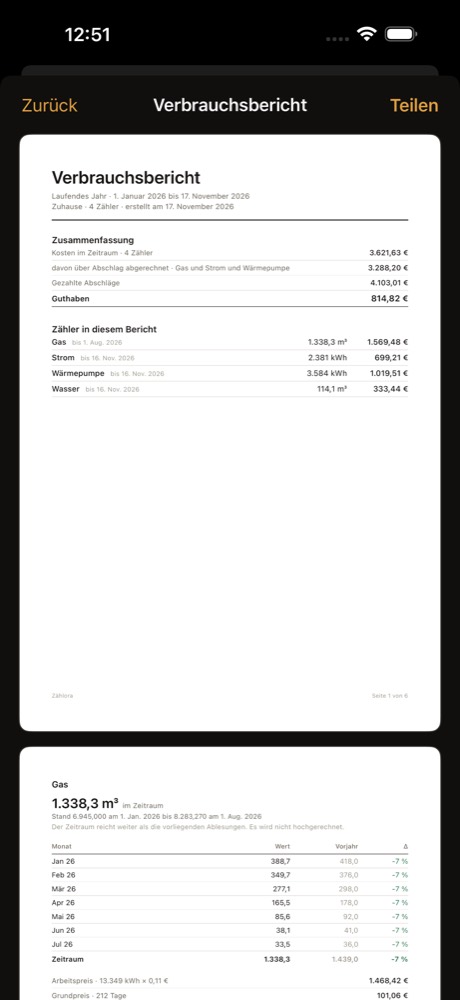 12:51
Zurück Verbrauchsbericht Teilen
Verbrauchsbericht
Laufendes Jahr · 1. Januar 2026 bis 17. November 2026
Zuhause · 4 Zähler · erstellt am 17. November 2026
Zusammenfassung
Kosten im Zeitraum · 4 Zähler 3.621,63 €
davon über Abschlag abgerechnet · Gas und Strom und Wärmepumpe 3.288,20 €
Gezahlte Abschläge 4.103,01 €
Guthaben 814,82 €
Zähler in diesem Bericht
Gas bis 1. Aug. 2026 1.338,3 m³ 1.569,48 €
Strom bis 16. Nov. 2026 2.381 kWh 699,21 €
Wärmepumpe bis 16. Nov. 2026 3.584 kWh 1.019,51 €
Wasser bis 16. Nov. 2026 114,1 m³ 333,44 €
Zählora Seite 1 von 6
Gas
1.338,3 m³ im Zeitraum
Stand 6.945,000 am 1. Jan. 2026 bis 8.283,270 am 1. Aug. 2026
Der Zeitraum reicht weiter als die vorliegenden Ablesungen. Es wird nicht hochgerechnet.
Monat Wert Vorjahr Δ
Jan 26 388,7 418,0 -7 %
Feb 26 349,7 376,0 -7 %
Mär 26 277,1 298,0 -7 %
Apr 26 165,5 178,0 -7 %
Mai 26 85,6 92,0 -7 %
Jun 26 38,1 41,0 -7 %
Jul 26 33,5 36,0 -7 %
Zeitraum 1.338,3 1.439,0 -7 %
Arbeitspreis · 13.349 kWh × 0,11 € 1.468,42 €
Grundpreis · 212 Tage 101,06 €